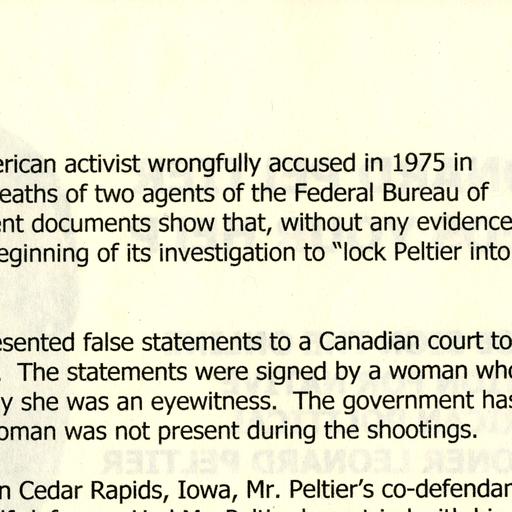 erican activist wrongfully accused in 1975 in
eaths of two agents of the Federal Bureau of
ent documents show that, without any evidence
eginning of its investigation to “lock Peltier into
esented false statements to a Canadian court to
. The statements were signed by a woman who
y she was an eyewitness. The government has
oman was not present during the shootings.
n Cedar Rapids, Iowa, Mr. Peltier’s co-defendan